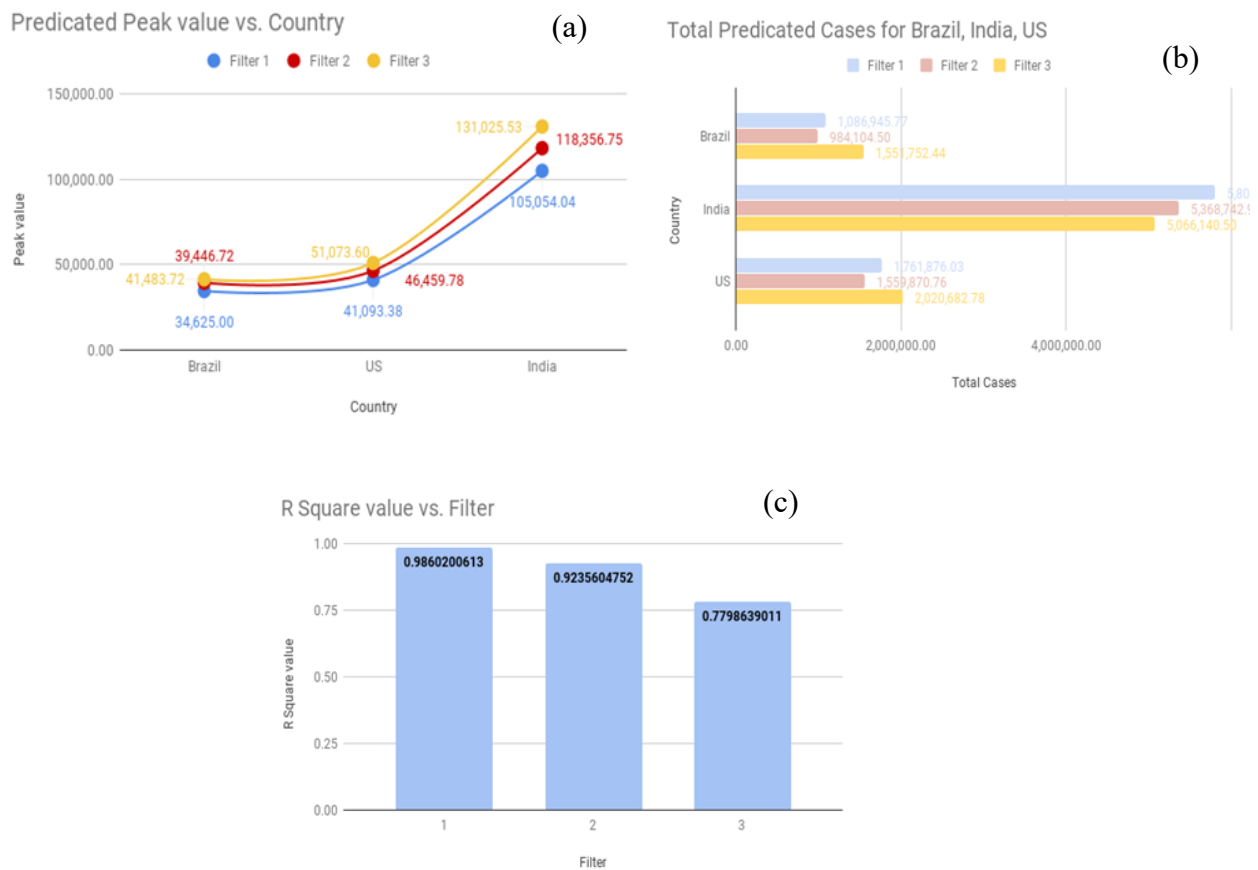 Predicated Peak value vs. Country
(a)
Filter 1 Filter 2 Filter 3
150,000.00
100,000.00
50,000.00
0.00
Peak value
131,025.53
118,356.75
105,054.04
39,446.72
41,483.72
34,625.00
51,073.60
46,459.78
41,093.38
Brazil US India
Country
Total Predicated Cases for Brazil, India, US
(b)
Filter 1 Filter 2 Filter 3
Country
Brazil
1,086,945.77
984,104.50
1,551,752.44
India
5,368,742.9
5,066,140.50
US
1,761,876.03
1,559,870.76
2,020,682.78
0.00 2,000,000.00 4,000,000.00
Total Cases
R Square value vs. Filter
(c)
1.00
0.75
0.50
0.25
0.00
R Square value
0.9860200613
0.9235604752
0.7798639011
1 2 3
Filter